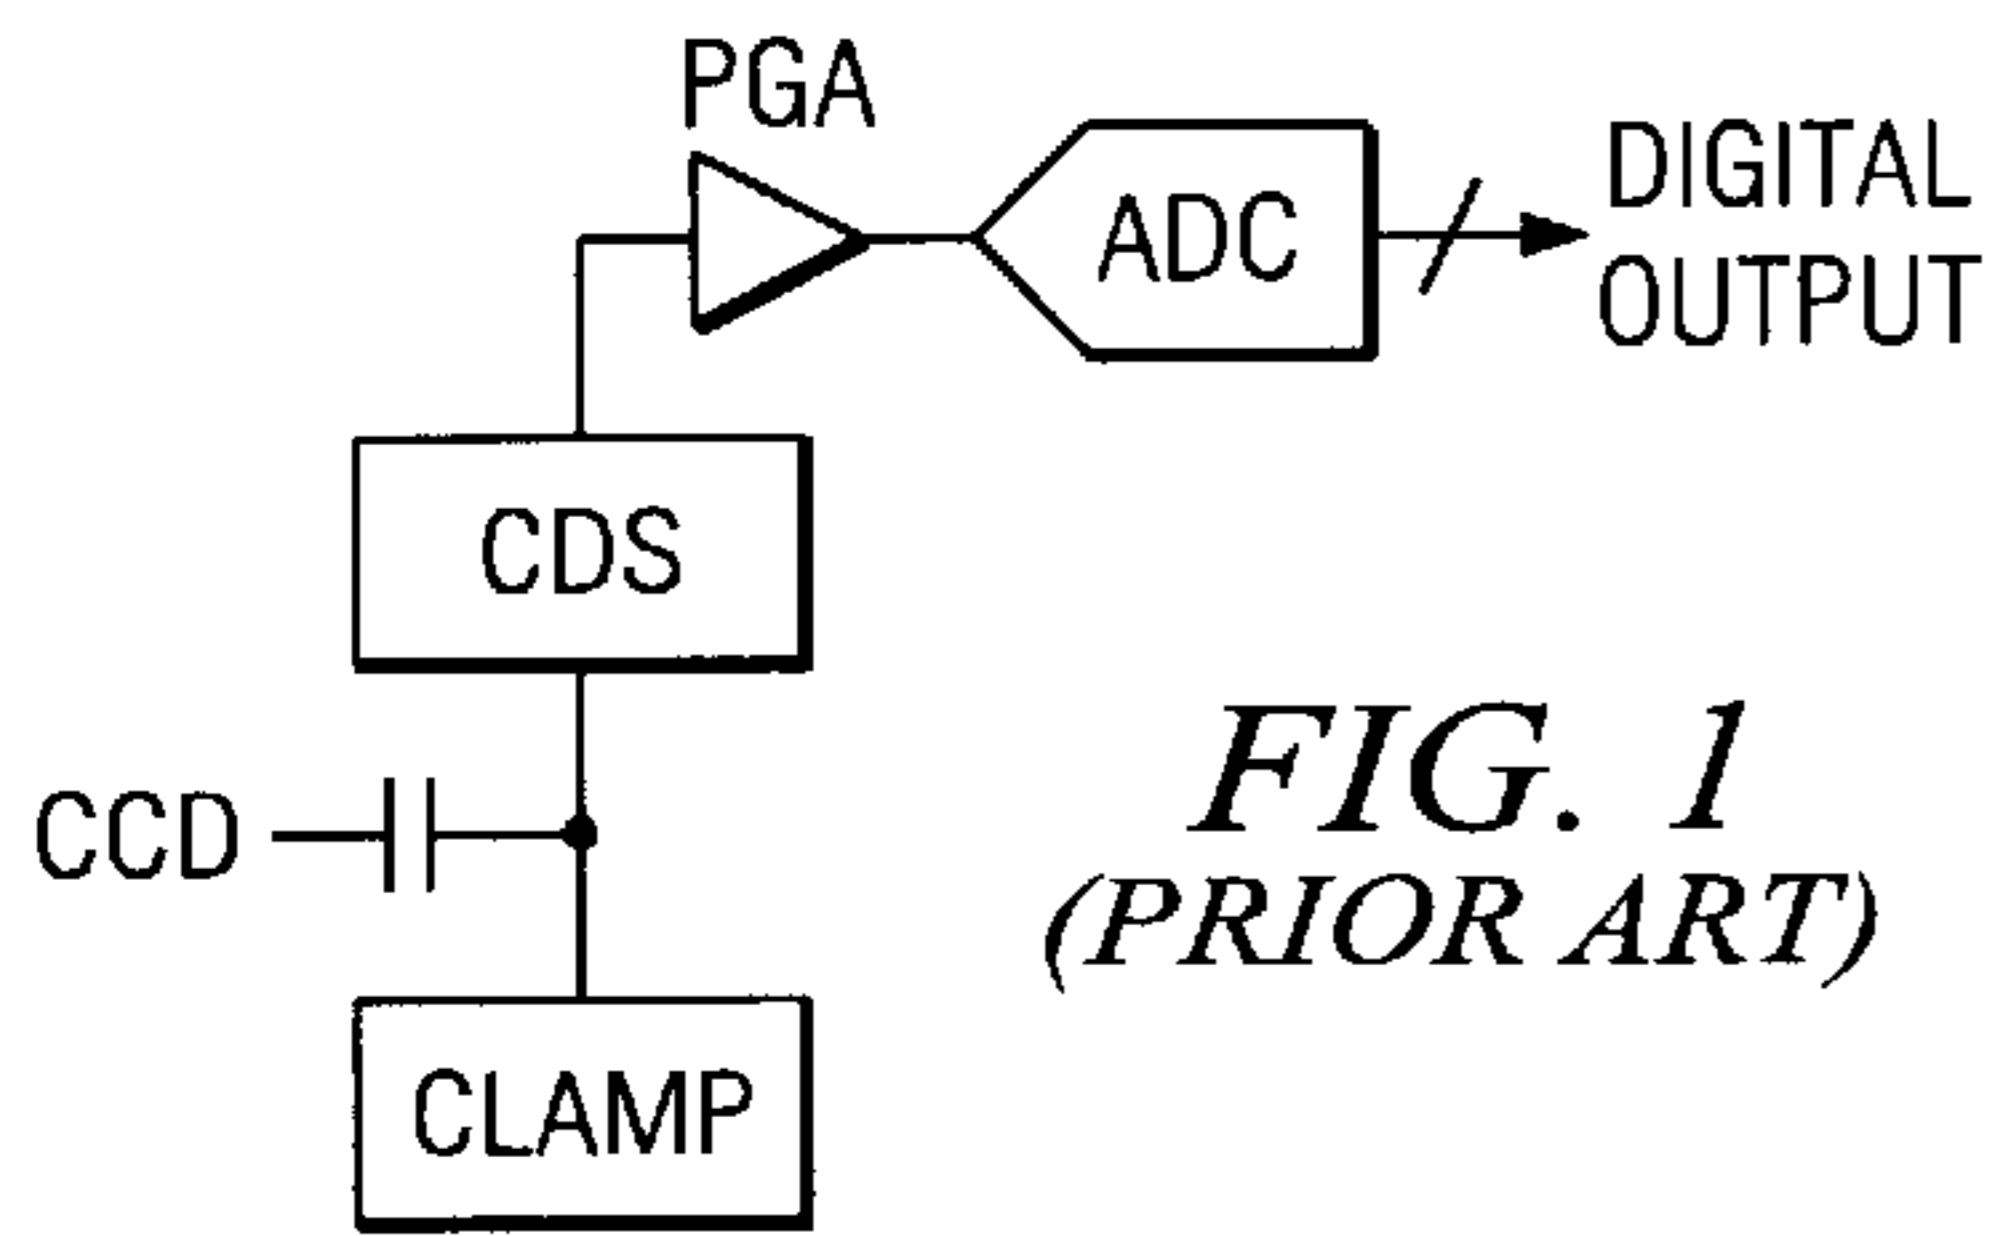 PGA
ADC
DIGITAL
OUTPUT
CDS
CCD
CLAMP
FIG. 1
(PRIOR ART)